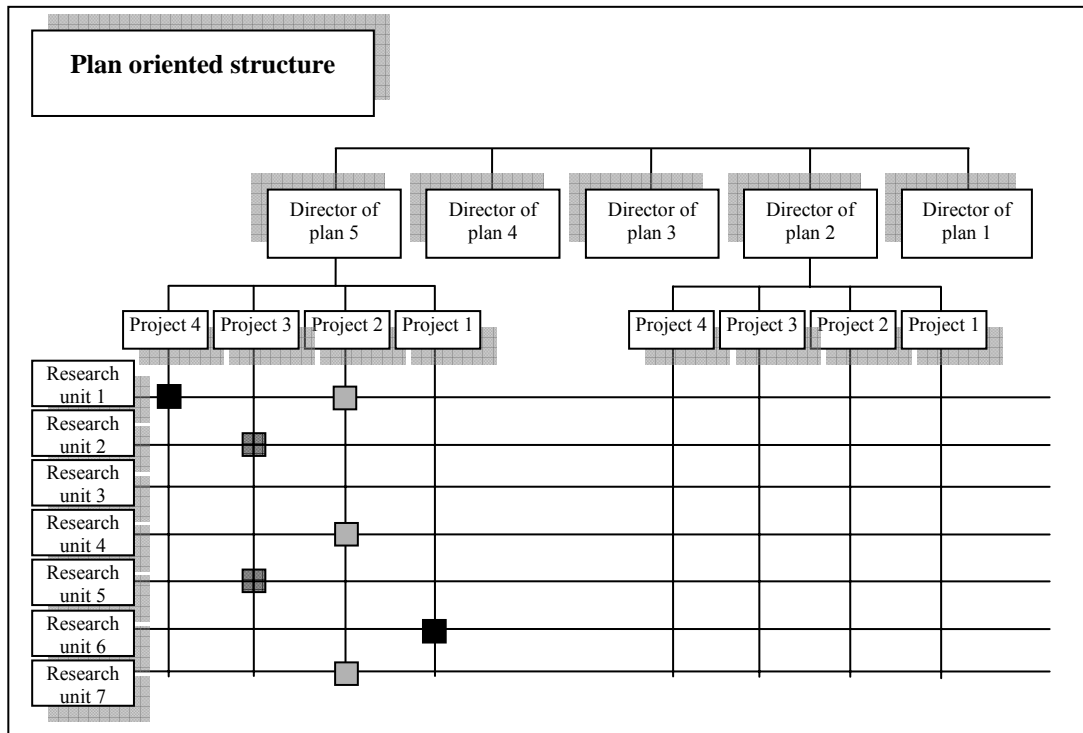 Plan oriented structure
Director of
plan 5
Director of
plan 4
Director of
plan 3
Director of
plan 2
Director of
plan 1
Project 4
Project 3
Project 2
Project 1
Project 4
Project 3
Project 2
Project 1
Research
unit 1
Research
unit 2
Research
unit 3
Research
unit 4
Research
unit 5
Research
unit 6
Research
unit 7